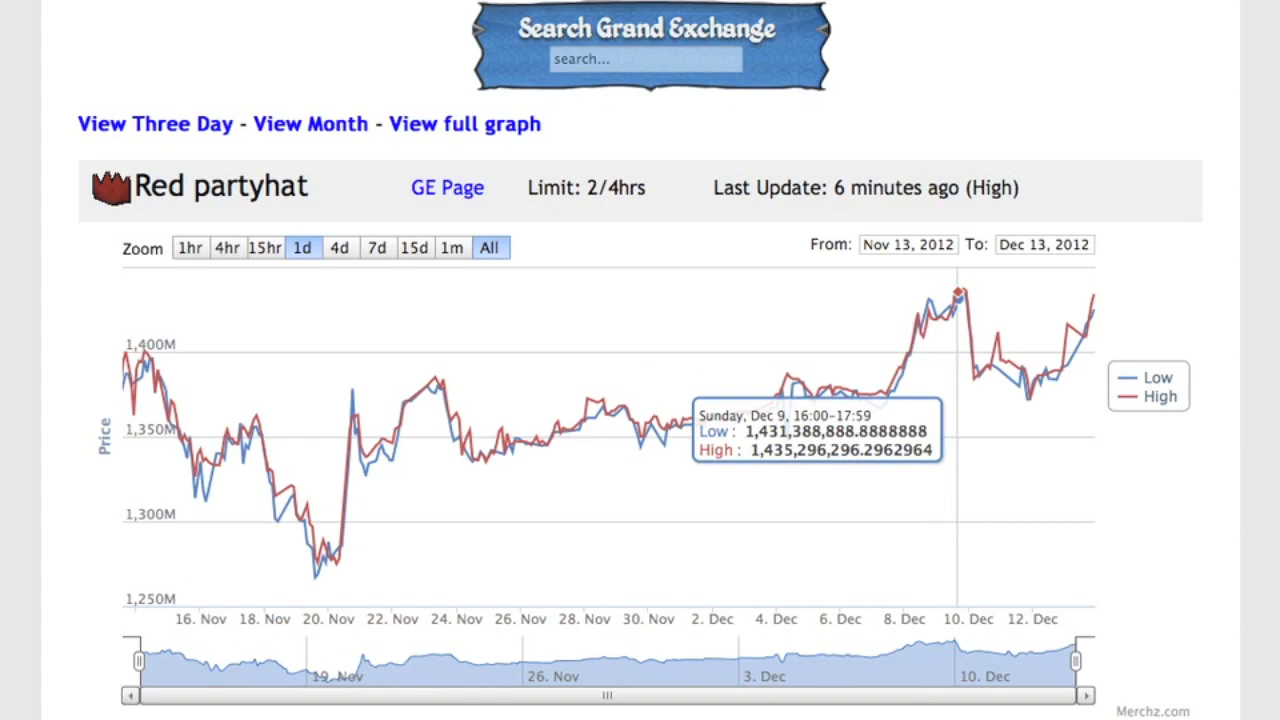 Search Grand Exchange
search...
View Three Day - View Month - View full graph
Red partyhat GE Page Limit: 2/4hrs Last Update: 6 minutes ago (High)
Zoom 1hr 4hr 15hr 1d 4d 7d 15d 1m All From: Nov 13, 2012 To: Dec 13, 2012
1,400M
1,350M
1,300M
1,250M
Price
Sunday, Dec 9, 16:00-17:59
Low : 1,431,388,888.8888888
High : 1,435,296,296.2962964
Low
High
16. Nov 18. Nov 20. Nov 22. Nov 24. Nov 26. Nov 28. Nov 30. Nov 2. Dec 4. Dec 6. Dec 8. Dec 10. Dec 12. Dec
19. Nov 26. Nov 3. Dec 10. Dec
Merchz.com